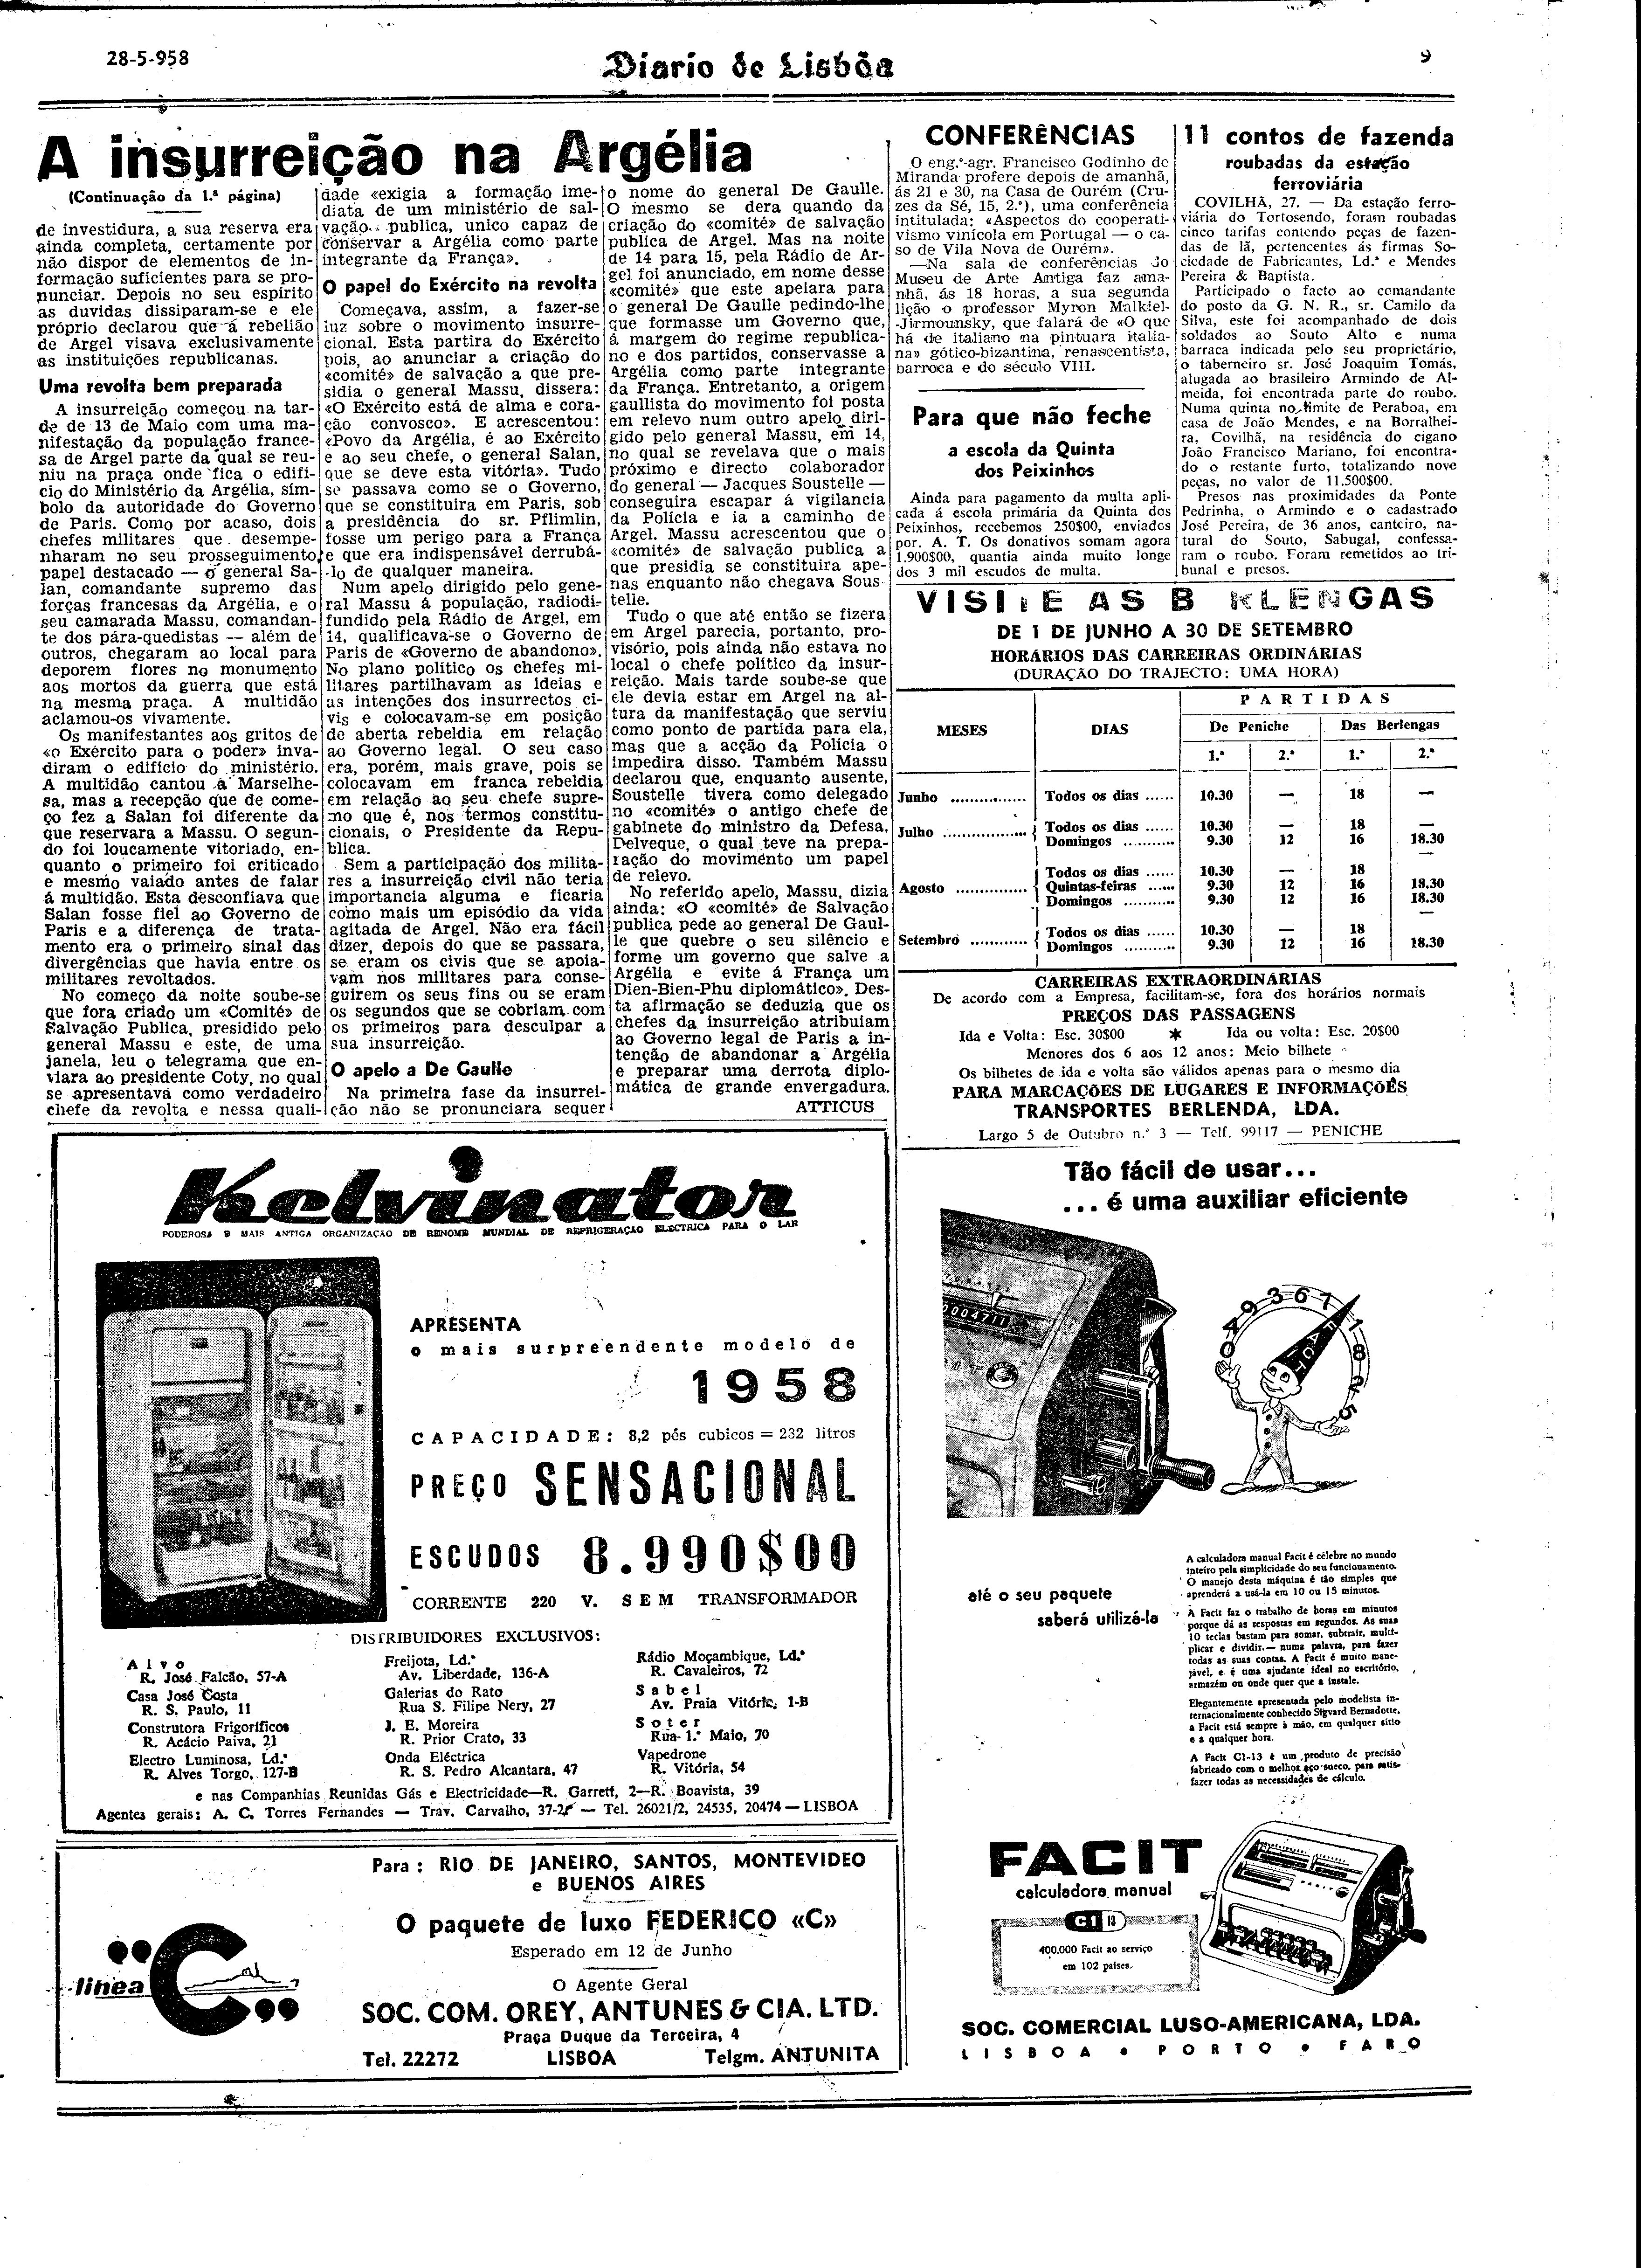 28-5-958
Diario de Lisbôa
9
A insurreição na Argélia
(Continuação da 1.ª página)
de investidura, a sua reserva era
ainda completa, certamente por
não dispor de elementos de in-
formação suficientes para se pro-
nunciar. Depois no seu espírito
as duvidas dissiparam-se e ele
próprio declarou que á rebelião
de Argel visava exclusivamente
as instituições republicanas.
Uma revolta bem preparada
A insurreição começou na tar-
de de 13 de Maio com uma ma-
nifestação da população france-
sa de Argel parte da qual se reu-
niu na praça onde fica o edifí-
cio do Ministério da Argélia, sím-
bolo da autoridade do Governo
de Paris. Como por acaso, dois
chefes militares que desempe-
nharam no seu prosseguimento
papel destacado — o general Sa-
lan, comandante supremo das
forças francesas da Argélia, e o
seu camarada Massu, comandan-
te dos pára-quedistas — além de
outros, chegaram ao local para
deporem flores no monumento
aos mortos da guerra que está
na mesma praça. A multidão
aclamou-os vivamente.
Os manifestantes aos gritos de
«o Exército para o poder» inva-
diram o edifício do ministério.
A multidão cantou á Marselhe-
sa, mas a recepção que de come-
ço fez a Salan foi diferente da
que reservara a Massu. O segun-
do foi loucamente vitoriado, en-
quanto o primeiro foi criticado
e mesmo vaiado antes de falar
á multidão. Esta desconfiava que
Salan fosse fiel ao Governo de
Paris e a diferença de trata-
mento era o primeiro sinal das
divergências que havia entre os
militares revoltados.
No começo da noite soube-se
que fora criado um «Comité» de
Salvação Publica, presidido pelo
general Massu e este, de uma
janela, leu o telegrama que en-
viara ao presidente Coty, no qual
se apresentava como verdadeiro
chefe da revolta e nessa quali-
dade «exigia a formação ime-
diata de um ministério de sal-
vação publica, unico capaz de
conservar a Argélia como parte
integrante da França».
O papel do Exército na revolta
Começava, assim, a fazer-se
luz sobre o movimento insurre-
cional. Esta partira do Exército
pois, ao anunciar a criação do
«comité» de salvação a que pre-
sidia o general Massu, dissera:
«O Exército está de alma e cora-
ção convosco». E acrescentou:
«Povo da Argélia, é ao Exército
e ao seu chefe, o general Salan,
que se deve esta vitória». Tudo
se passava como se o Governo,
que se constituira em Paris, sob
a presidência do sr. Pflimlin,
fosse um perigo para a França
e que era indispensável derrubá-
-lo de qualquer maneira.
Num apelo dirigido pelo gene-
ral Massu á população, radiodi-
fundido pela Rádio de Argel, em
14, qualificava-se o Governo de
Paris de «Governo de abandono».
No plano politico os chefes mi-
litares partilhavam as ideias e
as intenções dos insurrectos ci-
vis e colocavam-se em posição
de aberta rebeldia em relação
ao Governo legal. O seu caso
era, porém, mais grave, pois se
colocavam em franca rebeldia
em relação ao seu chefe supre-
mo que é, nos termos constitu-
cionais, o Presidente da Repu-
blica.
Sem a participação dos milita-
res a insurreição civil não teria
importancia alguma e ficaria
como mais um episódio da vida
agitada de Argel. Não era fácil
dizer, depois do que se passara,
se eram os civis que se apoia-
vam nos militares para conse-
guirem os seus fins ou se eram
os segundos que se cobriam com
os primeiros para desculpar a
sua insurreição.
O apelo a De Gaulle
Na primeira fase da insurrei-
ção não se pronunciara sequer
o nome do general De Gaulle.
O mesmo se dera quando da
criação do «comité» de salvação
publica de Argel. Mas na noite
de 14 para 15, pela Rádio de Ar-
gel foi anunciado, em nome desse
«comité» que este apelara para
o general De Gaulle pedindo-lhe
que formasse um Governo que,
á margem do regime republica-
no e dos partidos, conservasse a
Argélia como parte integrante
da França. Entretanto, a origem
gaullista do movimento foi posta
em relevo num outro apelo diri-
gido pelo general Massu, em 14,
no qual se revelava que o mais
próximo e directo colaborador
do general — Jacques Soustelle —
conseguira escapar á vigilancia
da Polícia e ia a caminho de
Argel. Massu acrescentou que o
«comité» de salvação publica a
que presidia se constituira ape-
nas enquanto não chegava Sous-
telle.
Tudo o que até então se fizera
em Argel parecia, portanto, pro-
visório, pois ainda não estava no
local o chefe politico da insur-
reição. Mais tarde soube-se que
ele devia estar em Argel na al-
tura da manifestação que serviu
como ponto de partida para ela,
mas que a acção da Policia o
impedira disso. Também Massu
declarou que, enquanto ausente,
Soustelle tivera como delegado
no «comité» o antigo chefe de
gabinete do ministro da Defesa,
Delveque, o qual teve na prepa-
ração do movimento um papel
de relevo.
No referido apelo, Massu, dizia
ainda: «O «comité» de Salvação
publica pede ao general De Gaul-
le que quebre o seu silêncio e
forme um governo que salve a
Argélia e evite á França um
Dien-Bien-Phu diplomático». Des-
ta afirmação se deduzia que os
chefes da insurreição atribuiam
ao Governo legal de Paris a in-
tenção de abandonar a Argélia
e preparar uma derrota diplo-
mática de grande envergadura.
ATTICUS
CONFERÊNCIAS
O eng.º-agr. Francisco Godinho de
Miranda profere depois de amanhã,
ás 21 e 30, na Casa de Ourém (Cru-
zes da Sé, 15, 2.º), uma conferência
intitulada: «Aspectos do cooperati-
vismo vinícola em Portugal — o ca-
so de Vila Nova de Ourém».
—Na sala de conferências do
Museu de Arte Antiga faz ama-
nhã, ás 18 horas, a sua segunda
lição o professor Myron Malkiel-
-Jirmounsky, que falará de «O que
há de italiano na pintuara italia-
na» gótico-bizantina, renascentista,
barroca e do século VIII.
Para que não feche
a escola da Quinta
dos Peixinhos
Ainda para pagamento da multa apli-
cada á escola primária da Quinta dos
Peixinhos, recebemos 250$00, enviados
por. A. T. Os donativos somam agora
1.900$00, quantia ainda muito longe
dos 3 mil escudos de multa.
11 contos de fazenda
roubadas da estação
ferroviária
COVILHÃ, 27. — Da estação ferro-
viária do Tortosendo, foram roubadas
cinco tarifas contendo peças de fazen-
das de lã, pertencentes ás firmas So-
ciedade de Fabricantes, Ld.ª e Mendes
Pereira & Baptista.
Participado o facto ao comandante
do posto da G. N. R., sr. Camilo da
Silva, este foi acompanhado de dois
soldados ao Souto Alto e numa
barraca indicada pelo seu proprietário,
o taberneiro sr. José Joaquim Tomás,
alugada ao brasileiro Armindo de Al-
meida, foi encontrada parte do roubo.
Numa quinta no limite de Peraboa, em
casa de João Mendes, e na Borralhei-
ra, Covilhã, na residência do cigano
João Francisco Mariano, foi encontra-
do o restante furto, totalizando nove
peças, no valor de 11.500$00.
Presos nas proximidades da Ponte
Pedrinha, o Armindo e o cadastrado
José Pereira, de 36 anos, canteiro, na-
tural do Souto, Sabugal, confessa-
ram o roubo. Foram remetidos ao tri-
bunal e presos.
VISITE AS BERLENGAS
DE 1 DE JUNHO A 30 DE SETEMBRO
HORÁRIOS DAS CARREIRAS ORDINÁRIAS
(DURAÇÃO DO TRAJECTO: UMA HORA)
MESES DIAS PARTIDAS
De Peniche Das Berlengas
1.ª 2.ª 1.ª 2.ª
Junho .............. Todos os dias ...... 10.30 — 18 —
Julho ............... Todos os dias ...... 10.30 — 18 —
Domingos .......... 9.30 12 16 18.30
Todos os dias ...... 10.30 18 —
Agosto ............. Quintas-feiras ...... 9.30 12 16 18.30
Domingos .......... 9.30 12 16 18.30
Setembro ........... Todos os dias ...... 10.30 — 18 —
Domingos .......... 9.30 12 16 18.30
CARREIRAS EXTRAORDINÁRIAS
De acordo com a Empresa, facilitam-se, fora dos horários normais
PREÇOS DAS PASSAGENS
Ida e Volta: Esc. 30$00 * Ida ou volta: Esc. 20$00
Menores dos 6 aos 12 anos: Meio bilhete
Os bilhetes de ida e volta são válidos apenas para o mesmo dia
PARA MARCAÇÕES DE LUGARES E INFORMAÇÕES
TRANSPORTES BERLENDA, LDA.
Largo 5 de Outubro n.º 3 — Telf. 99117 — PENICHE
Kelvinator
PODEROSA E MAIS ANTIGA ORGANIZAÇÃO DE RENOME MUNDIAL DE REFRIGERAÇÃO ELÉCTRICA PARA O LAR
APRESENTA
o mais surpreendente modelo de
1958
CAPACIDADE: 8,2 pés cubicos = 232 litros
PREÇO SENSACIONAL
ESCUDOS 8.990$00
CORRENTE 220 V. SEM TRANSFORMADOR
DISTRIBUIDORES EXCLUSIVOS:
Alvo
R. José Falcão, 57-A
Casa José Costa
R. S. Paulo, 11
Construtora Frigoríficos
R. Acácio Paiva, 21
Electro Luminosa, Ld.ª
R. Alves Torgo, 127-B
Freijota, Ld.ª
Av. Liberdade, 136-A
Galerias do Rato
Rua S. Filipe Nery, 27
J. E. Moreira
R. Prior Crato, 33
Onda Eléctrica
R. S. Pedro Alcantara, 47
Rádio Moçambique, Ld.ª
R. Cavaleiros, 72
Sabel
Av. Praia Vitória, 1-B
Soter
Rua 1.º Maio, 70
Vapedrone
R. Vitória, 54
e nas Companhias Reunidas Gás e Electricidade—R. Garrett, 2—R. Boavista, 39
Agentes gerais: A. C. Torres Fernandes — Trav. Carvalho, 37-2.º — Tel. 26021/2, 24535, 20474 — LISBOA
linea C
Para: RIO DE JANEIRO, SANTOS, MONTEVIDEO
e BUENOS AIRES
O paquete de luxo FEDERICO «C»
Esperado em 12 de Junho
O Agente Geral
SOC. COM. OREY, ANTUNES & CIA. LTD.
Praça Duque da Terceira, 4
Tel. 22272 LISBOA Telgm. ANTUNITA
Tão fácil de usar...
... é uma auxiliar eficiente
0004711
FACIT
0 4 9 3 6 7 1 8 2 5
até o seu paquete
saberá utilizá-la
A calculadora manual Facit é célebre no mundo
inteiro pela simplicidade do seu funcionamento.
O manejo desta máquina é tão simples que
aprenderá a usá-la em 10 ou 15 minutos.
A Facit faz o trabalho de horas em minutos
porque dá as respostas em segundos. As suas
10 teclas bastam para somar, subtrair, multi-
plicar e dividir — numa palavra, para fazer
todas as suas contas. A Facit é muito mane-
jável, e é uma ajudante ideal no escritório,
armazém ou onde quer que a instale.
Elegantemente apresentada pelo modelista in-
ternacionalmente conhecido Sigvard Bernadotte,
a Facit está sempre à mão, em qualquer sítio
e a qualquer hora.
A Facit C1-13 é um produto de precisão
fabricado com o melhor aço sueco, para satis-
fazer todas as necessidades de cálculo.
FACIT
calculadora manual
C1 13
400.000 Facit ao serviço
em 102 países.
SOC. COMERCIAL LUSO-AMERICANA, LDA.
LISBOA • PORTO • FARO